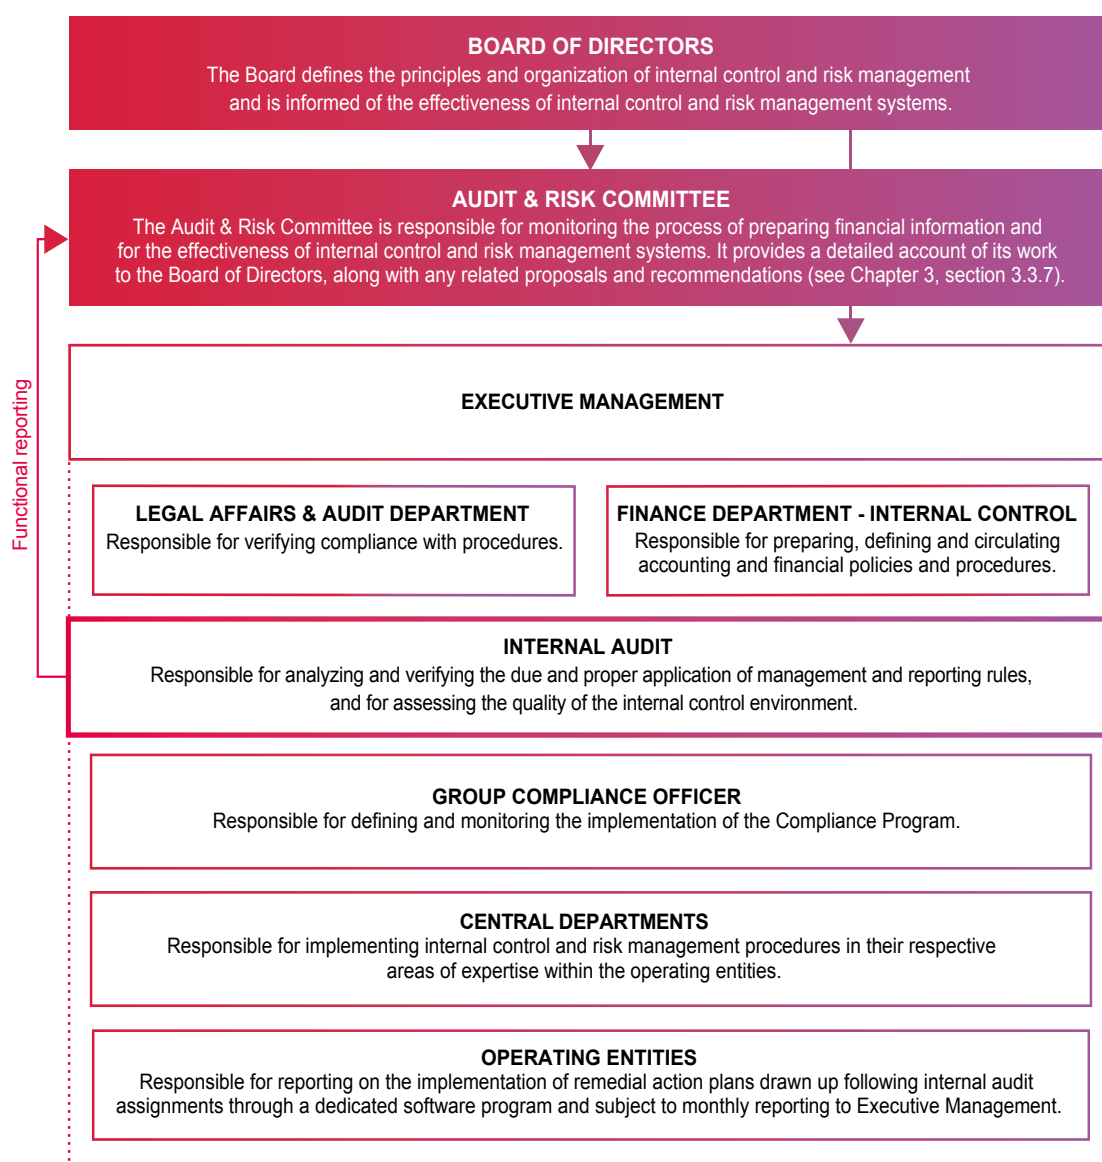 BOARD OF DIRECTORS
The Board defines the principles and organization of internal control and risk management
and is informed of the effectiveness of internal control and risk management systems.
AUDIT & RISK COMMITTEE
The Audit & Risk Committee is responsible for monitoring the process of preparing financial information and
for the effectiveness of internal control and risk management systems. It provides a detailed account of its work
to the Board of Directors, along with any related proposals and recommendations (see Chapter 3, section 3.3.7).
Functional reporting
EXECUTIVE MANAGEMENT
LEGAL AFFAIRS & AUDIT DEPARTMENT
Responsible for verifying compliance with procedures.
FINANCE DEPARTMENT - INTERNAL CONTROL
Responsible for preparing, defining and circulating
accounting and financial policies and procedures.
INTERNAL AUDIT
Responsible for analyzing and verifying the due and proper application of management and reporting rules,
and for assessing the quality of the internal control environment.
GROUP COMPLIANCE OFFICER
Responsible for defining and monitoring the implementation of the Compliance Program.
CENTRAL DEPARTMENTS
Responsible for implementing internal control and risk management procedures in their respective
areas of expertise within the operating entities.
OPERATING ENTITIES
Responsible for reporting on the implementation of remedial action plans drawn up following internal audit
assignments through a dedicated software program and subject to monthly reporting to Executive Management.